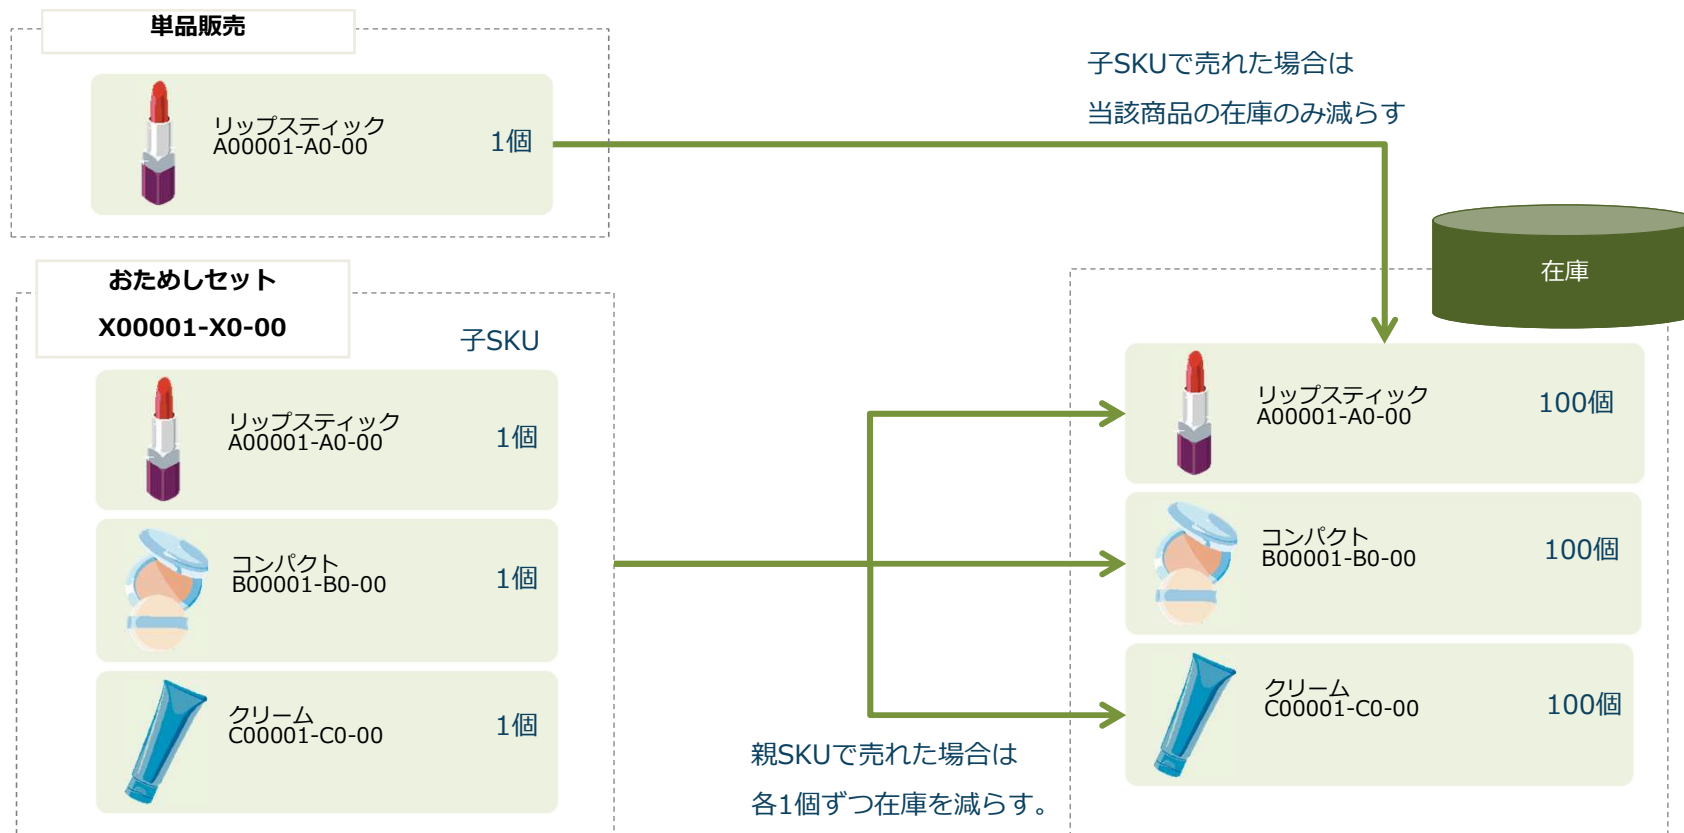 単品販売
リップスティック
A00001-A0-00
1個
子SKUで売れた場合は
当該商品の在庫のみ減らす
おためしセット
X00001-X0-00
子SKU
リップスティック
A00001-A0-00
1個
コンパクト
B00001-B0-00
1個
クリーム
C00001-C0-00
1個
親SKUで売れた場合は
各1個ずつ在庫を減らす。
在庫
リップスティック
A00001-A0-00
100個
コンパクト
B00001-B0-00
100個
クリーム
C00001-C0-00
100個